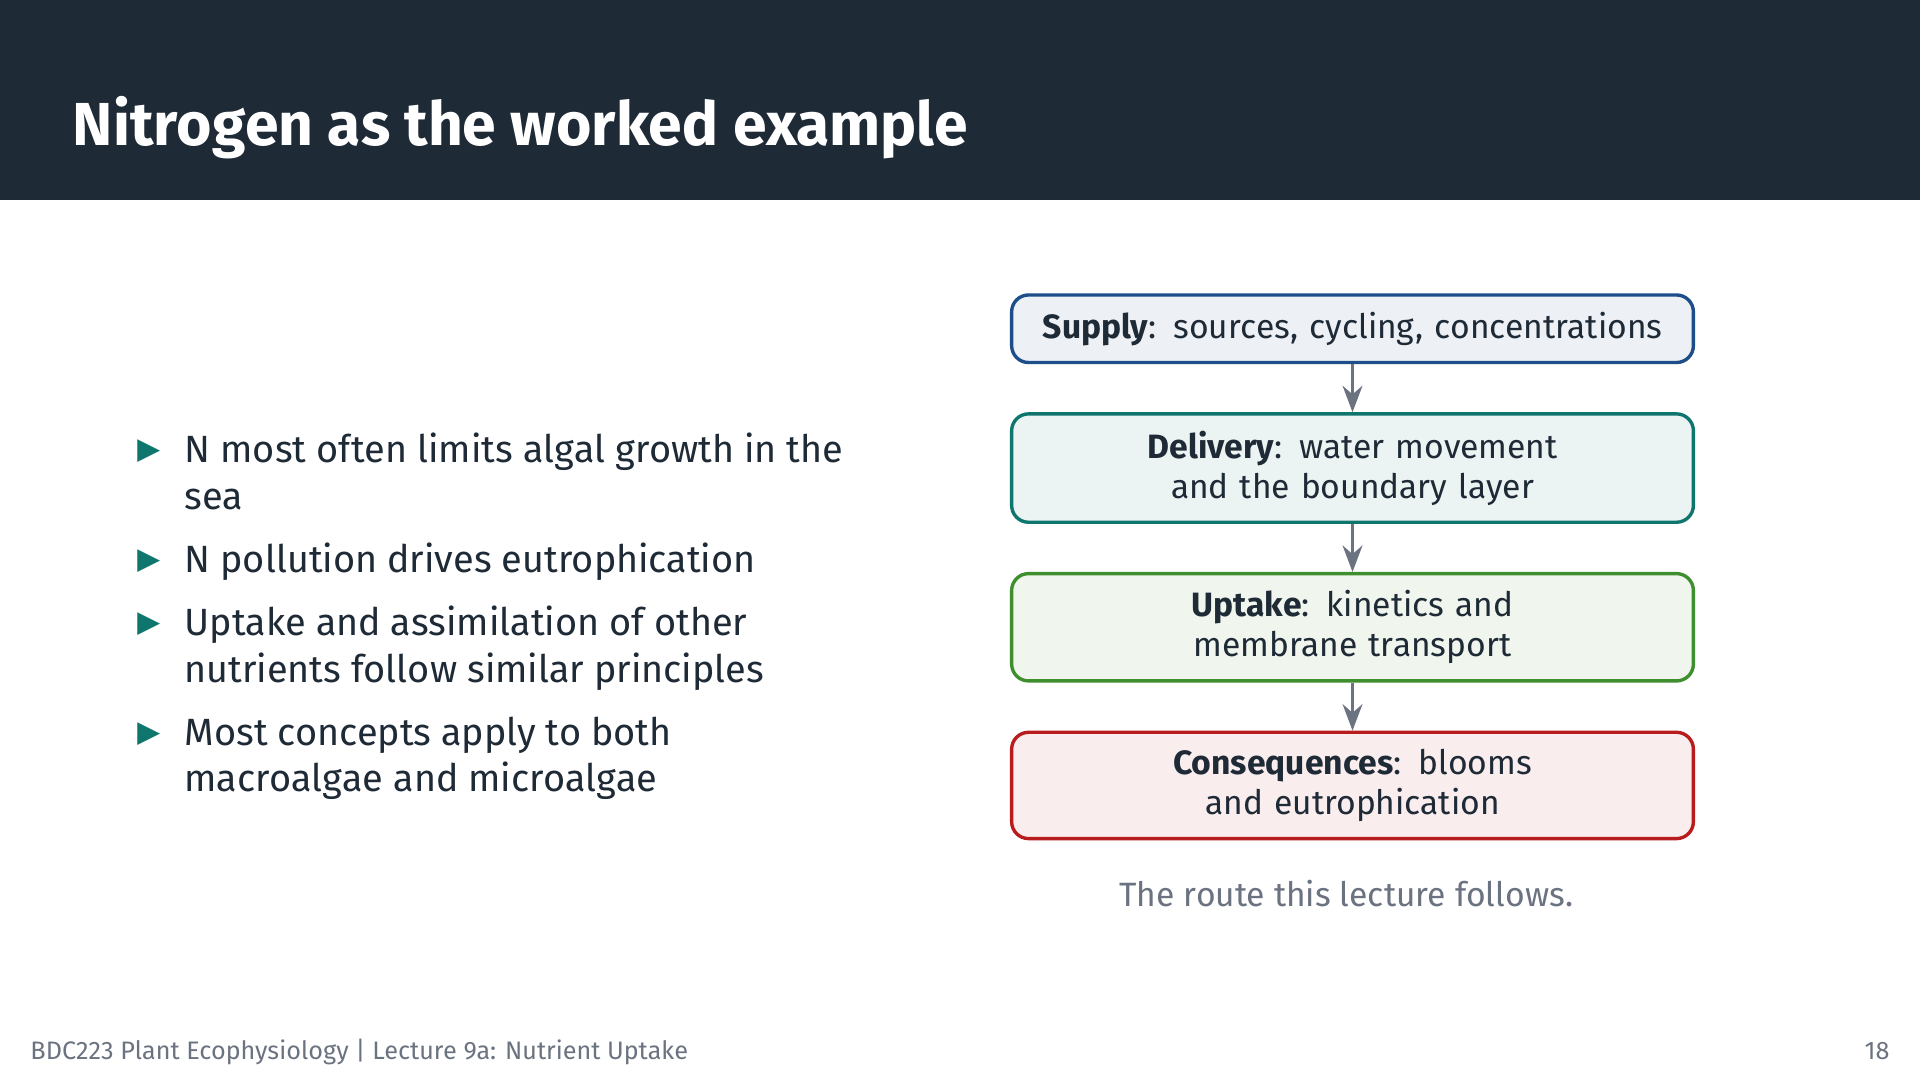 Nitrogen as the worked example
▶ N most often limits algal growth in the
sea
▶ N pollution drives eutrophication
▶ Uptake and assimilation of other
nutrients follow similar principles
▶ Most concepts apply to both
macroalgae and microalgae
Supply: sources, cycling, concentrations
Delivery: water movement
and the boundary layer
Uptake: kinetics and
membrane transport
Consequences: blooms
and eutrophication
The route this lecture follows.
BDC223 Plant Ecophysiology | Lecture 9a: Nutrient Uptake
18